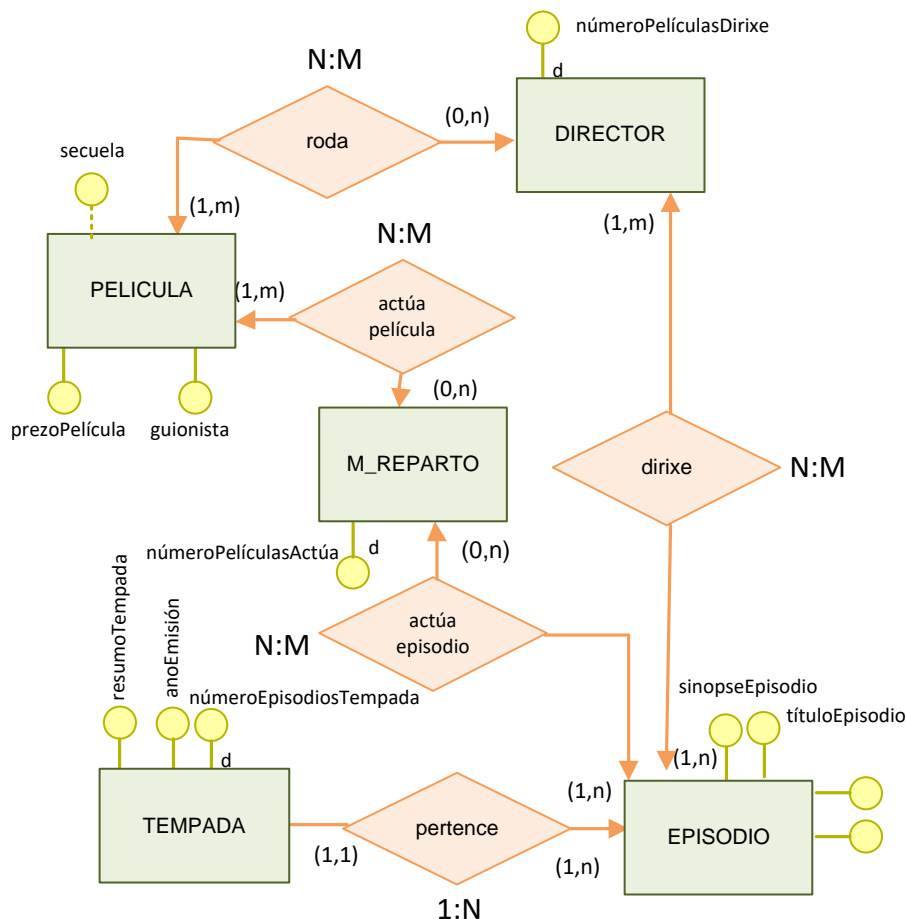 númeroPelículasDirixe
N:M
d
(0,n)
DIRECTOR
roda
secuela
(1,m)
(1,m)
N:M
PELICULA
(1,m)
actúa
película
(0,n)
prezoPelícula
guionista
M_REPARTO
dirixe
N:M
númeroPelículasActúa
d
(0,n)
resumoTempada
anoEmisión
númeroEpisodiosTempada
d
N:M
actúa
episodio
sinopseEpisodio
títuloEpisodio
(1,n)
(1,n)
TEMPADA
(1,1)
pertence
(1,n)
EPISODIO
1:N